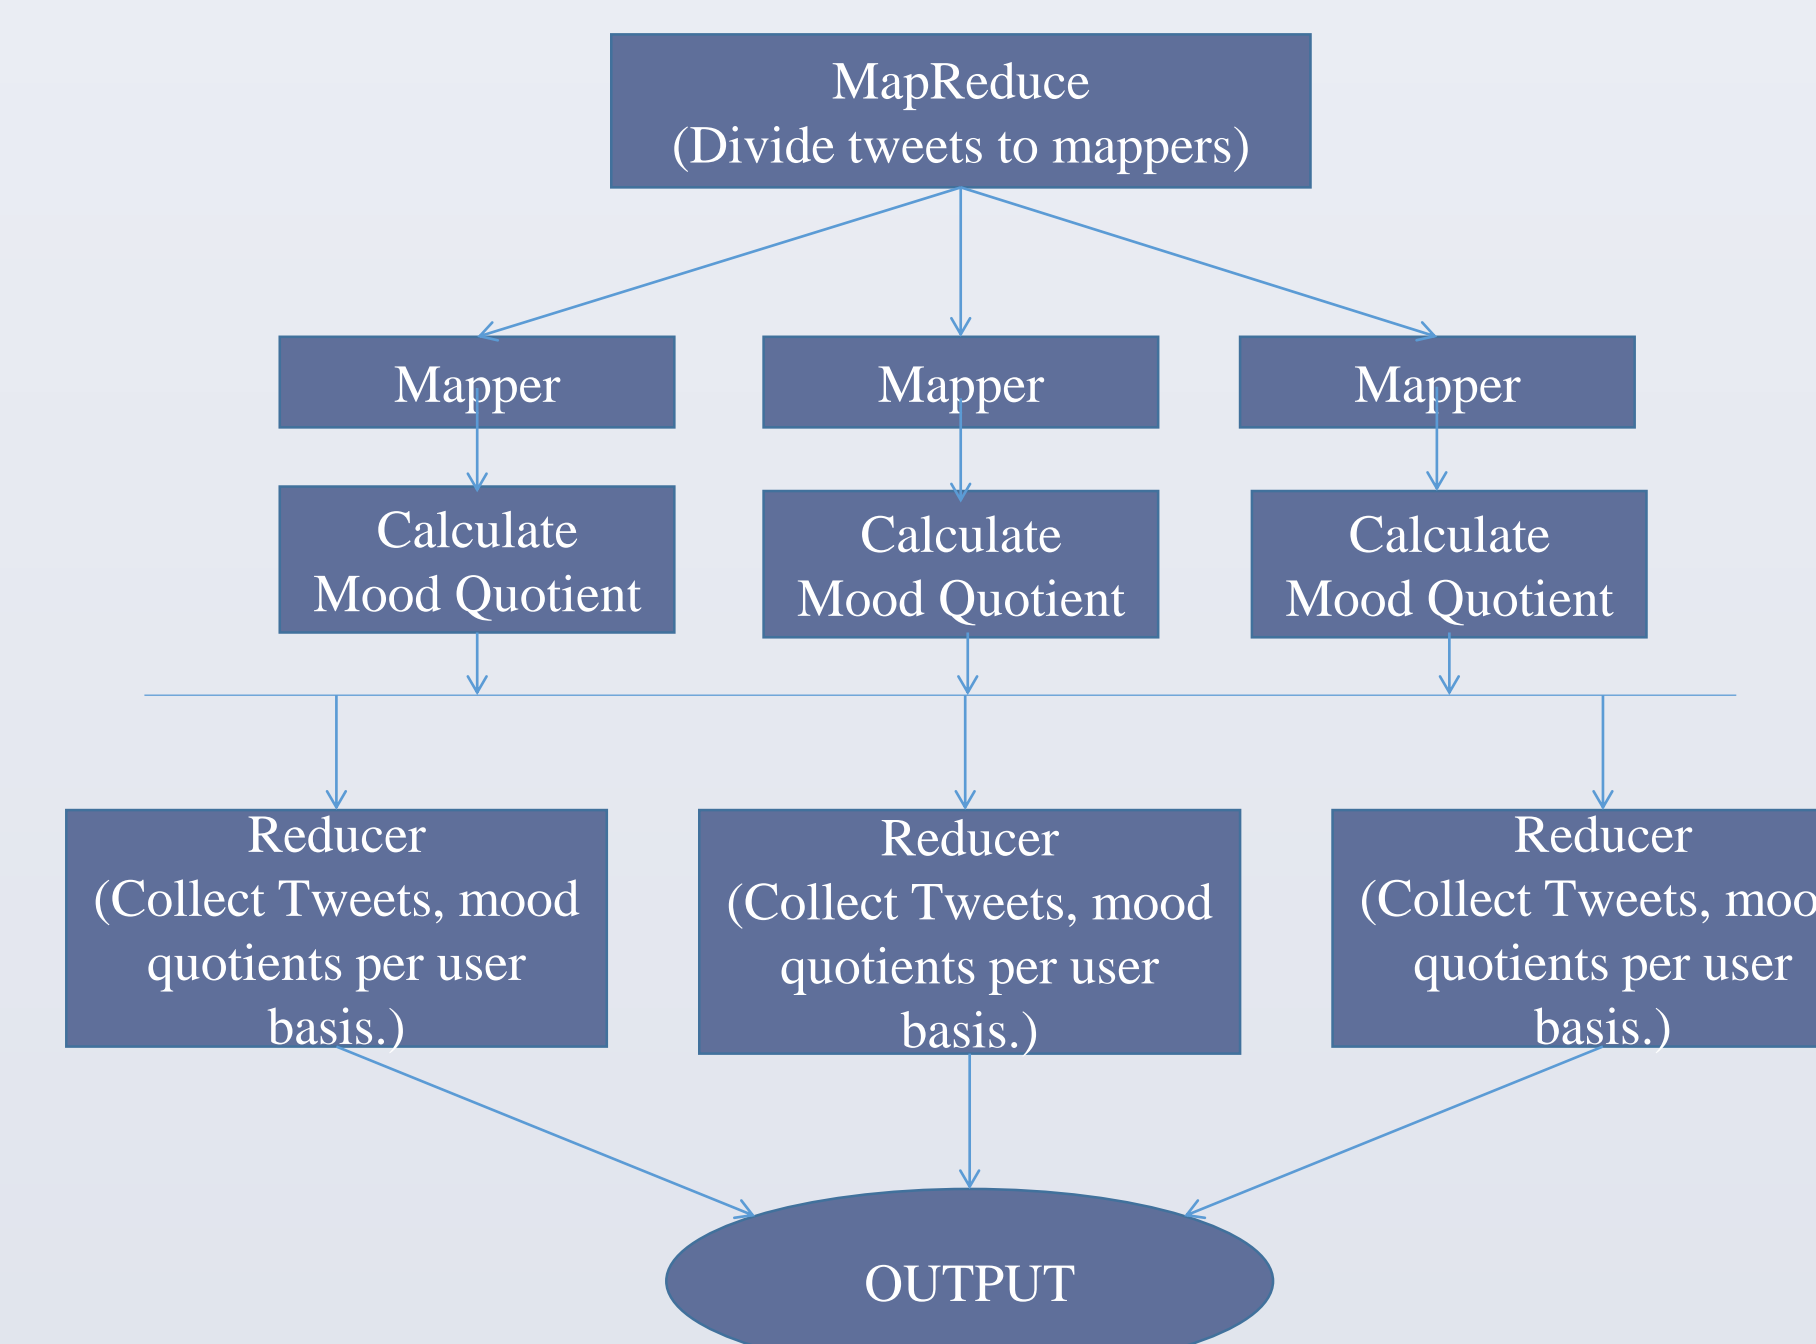 MapReduce
(Divide tweets to mappers)
Mapper
Mapper
Mapper
Calculate
Mood Quotient
Calculate
Mood Quotient
Calculate
Mood Quotient
Reducer
(Collect Tweets, mood
quotients per user
basis.)
Reducer
(Collect Tweets, mood
quotients per user
basis.)
Reducer
(Collect Tweets, moo
quotients per user
basis.)
OUTPUT